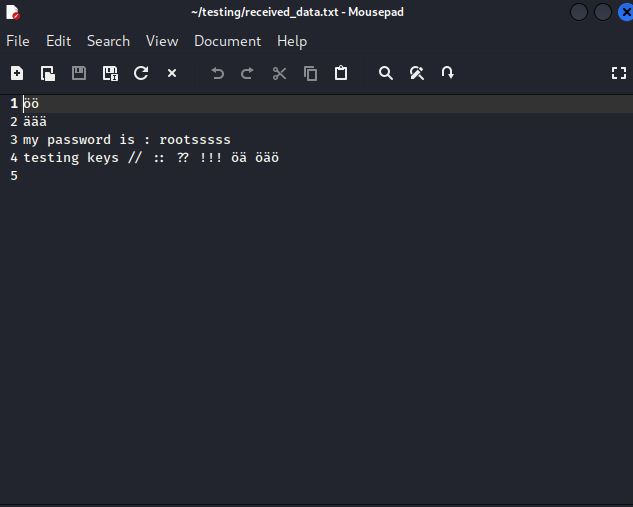 ~/testing/received_data.txt - Mousepad
File Edit Search View Document Help
1 öö
2 äää
3 my password is : rootsssss
4 testing keys // :: ?? !!! öä öäö
5